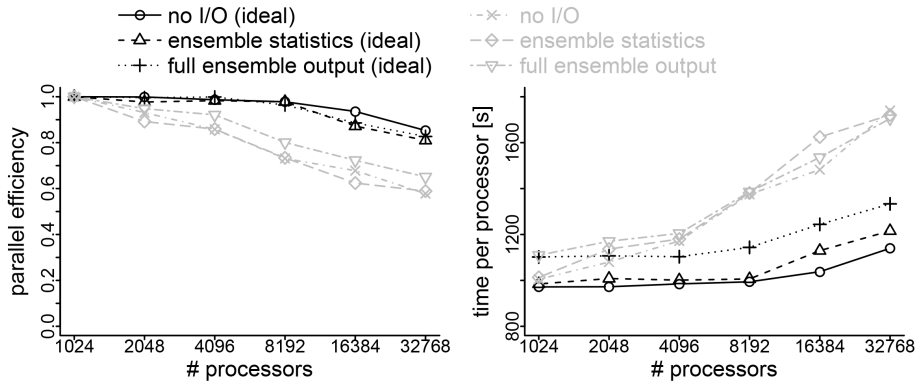 no I/O (ideal)
ensemble statistics (ideal)
full ensemble output (ideal)
no I/O
ensemble statistics
full ensemble output
parallel efficiency
1.0
0.8
0.6
0.4
0.2
0.0
1024 2048 4096 8192 16384 32768
# processors
time per processor [s]
1600
1200
800
1024 2048 4096 8192 16384 32768
# processors